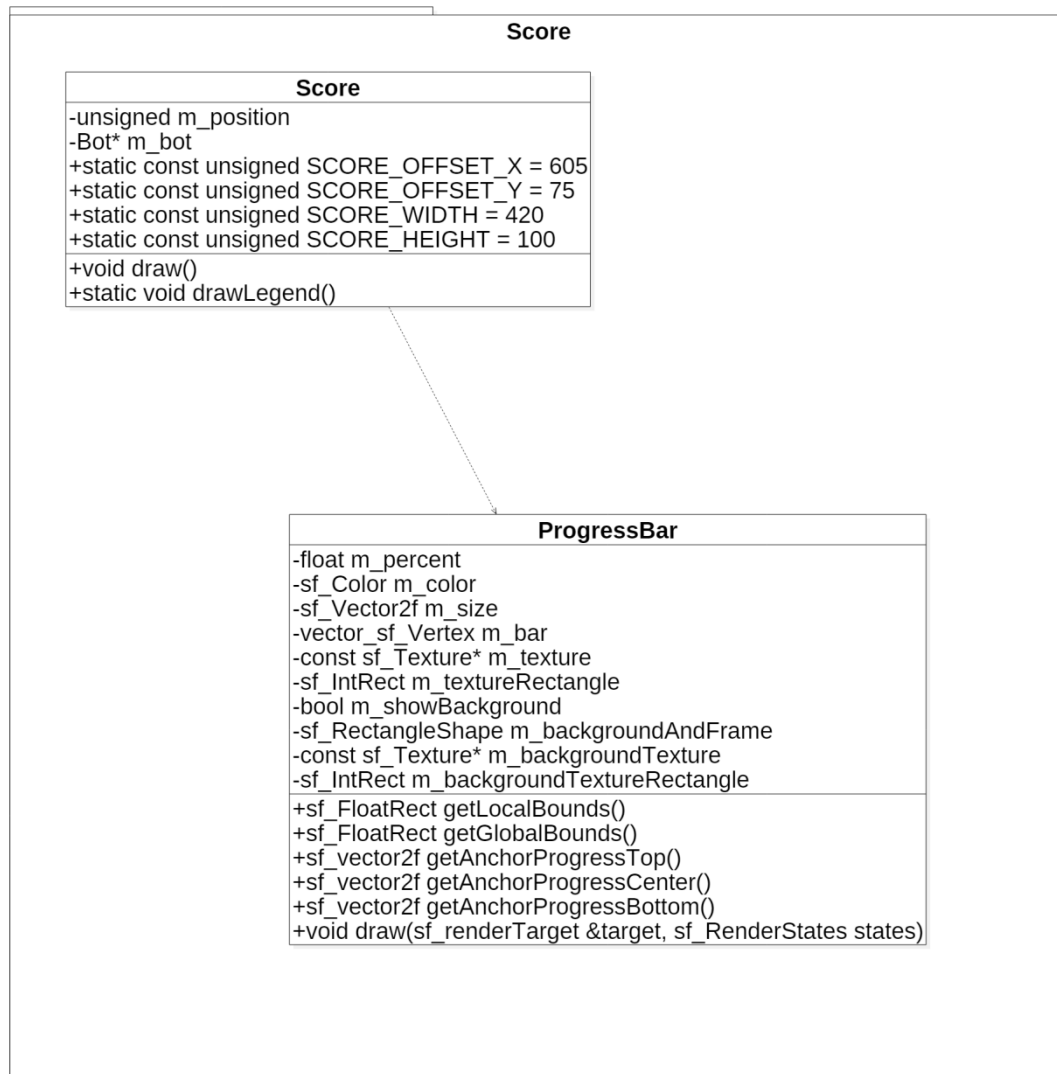 Score
Score
-unsigned m_position
-Bot* m_bot
+static const unsigned SCORE_OFFSET_X = 605
+static const unsigned SCORE_OFFSET_Y = 75
+static const unsigned SCORE_WIDTH = 420
+static const unsigned SCORE_HEIGHT = 100
+void draw()
+static void drawLegend()
ProgressBar
-float m_percent
-sf_Color m_color
-sf_Vector2f m_size
-vector_sf_Vertex m_bar
-const sf_Texture* m_texture
-sf_IntRect m_textureRectangle
-bool m_showBackground
-sf_RectangleShape m_backgroundAndFrame
-const sf_Texture* m_backgroundTexture
-sf_IntRect m_backgroundTextureRectangle
+sf_FloatRect getLocalBounds()
+sf_FloatRect getGlobalBounds()
+sf_vector2f getAnchorProgressTop()
+sf_vector2f getAnchorProgressCenter()
+sf_vector2f getAnchorProgressBottom()
+void draw(sf_renderTarget &target, sf_RenderStates states)